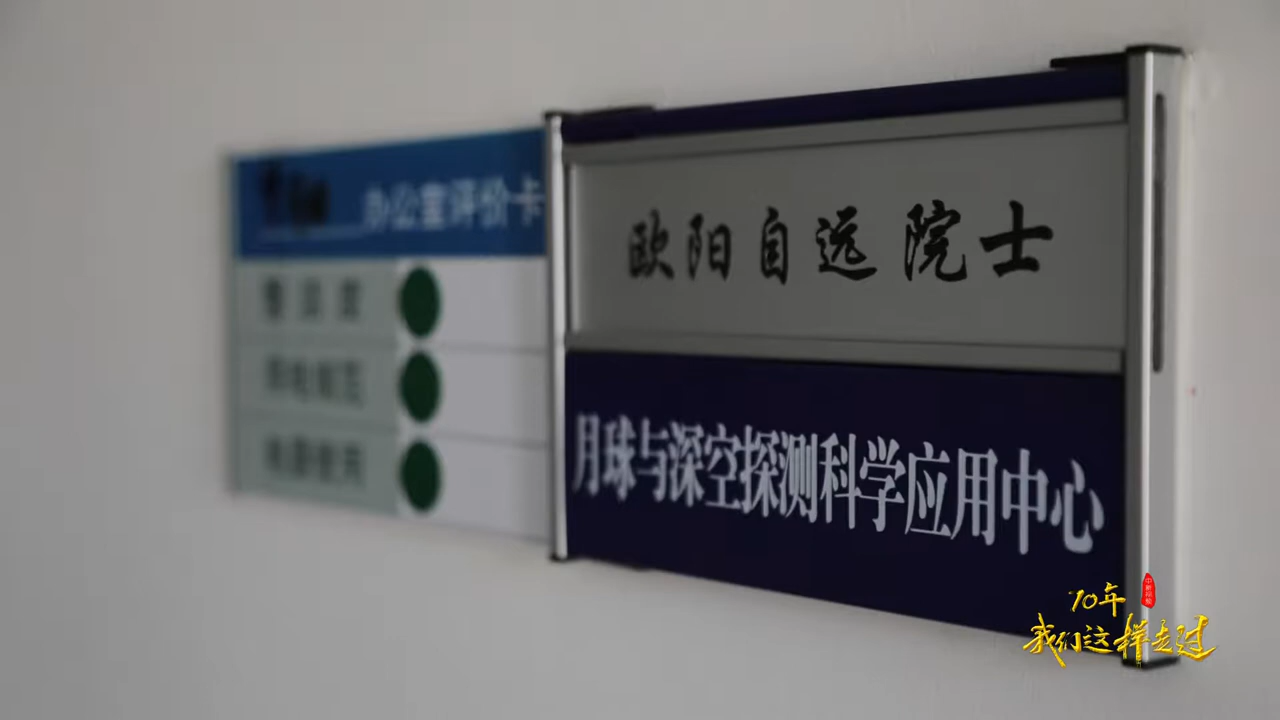 办公室评价卡
欧阳自远院士
月球与深空探测科学应用中心
70年
我们这样走过